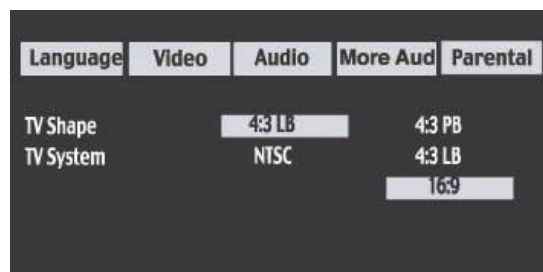 Language Video Audio More Aud Parental
TV Shape 4:3 LB 4:3 PB
TV System NTSC 4:3 LB
16:9